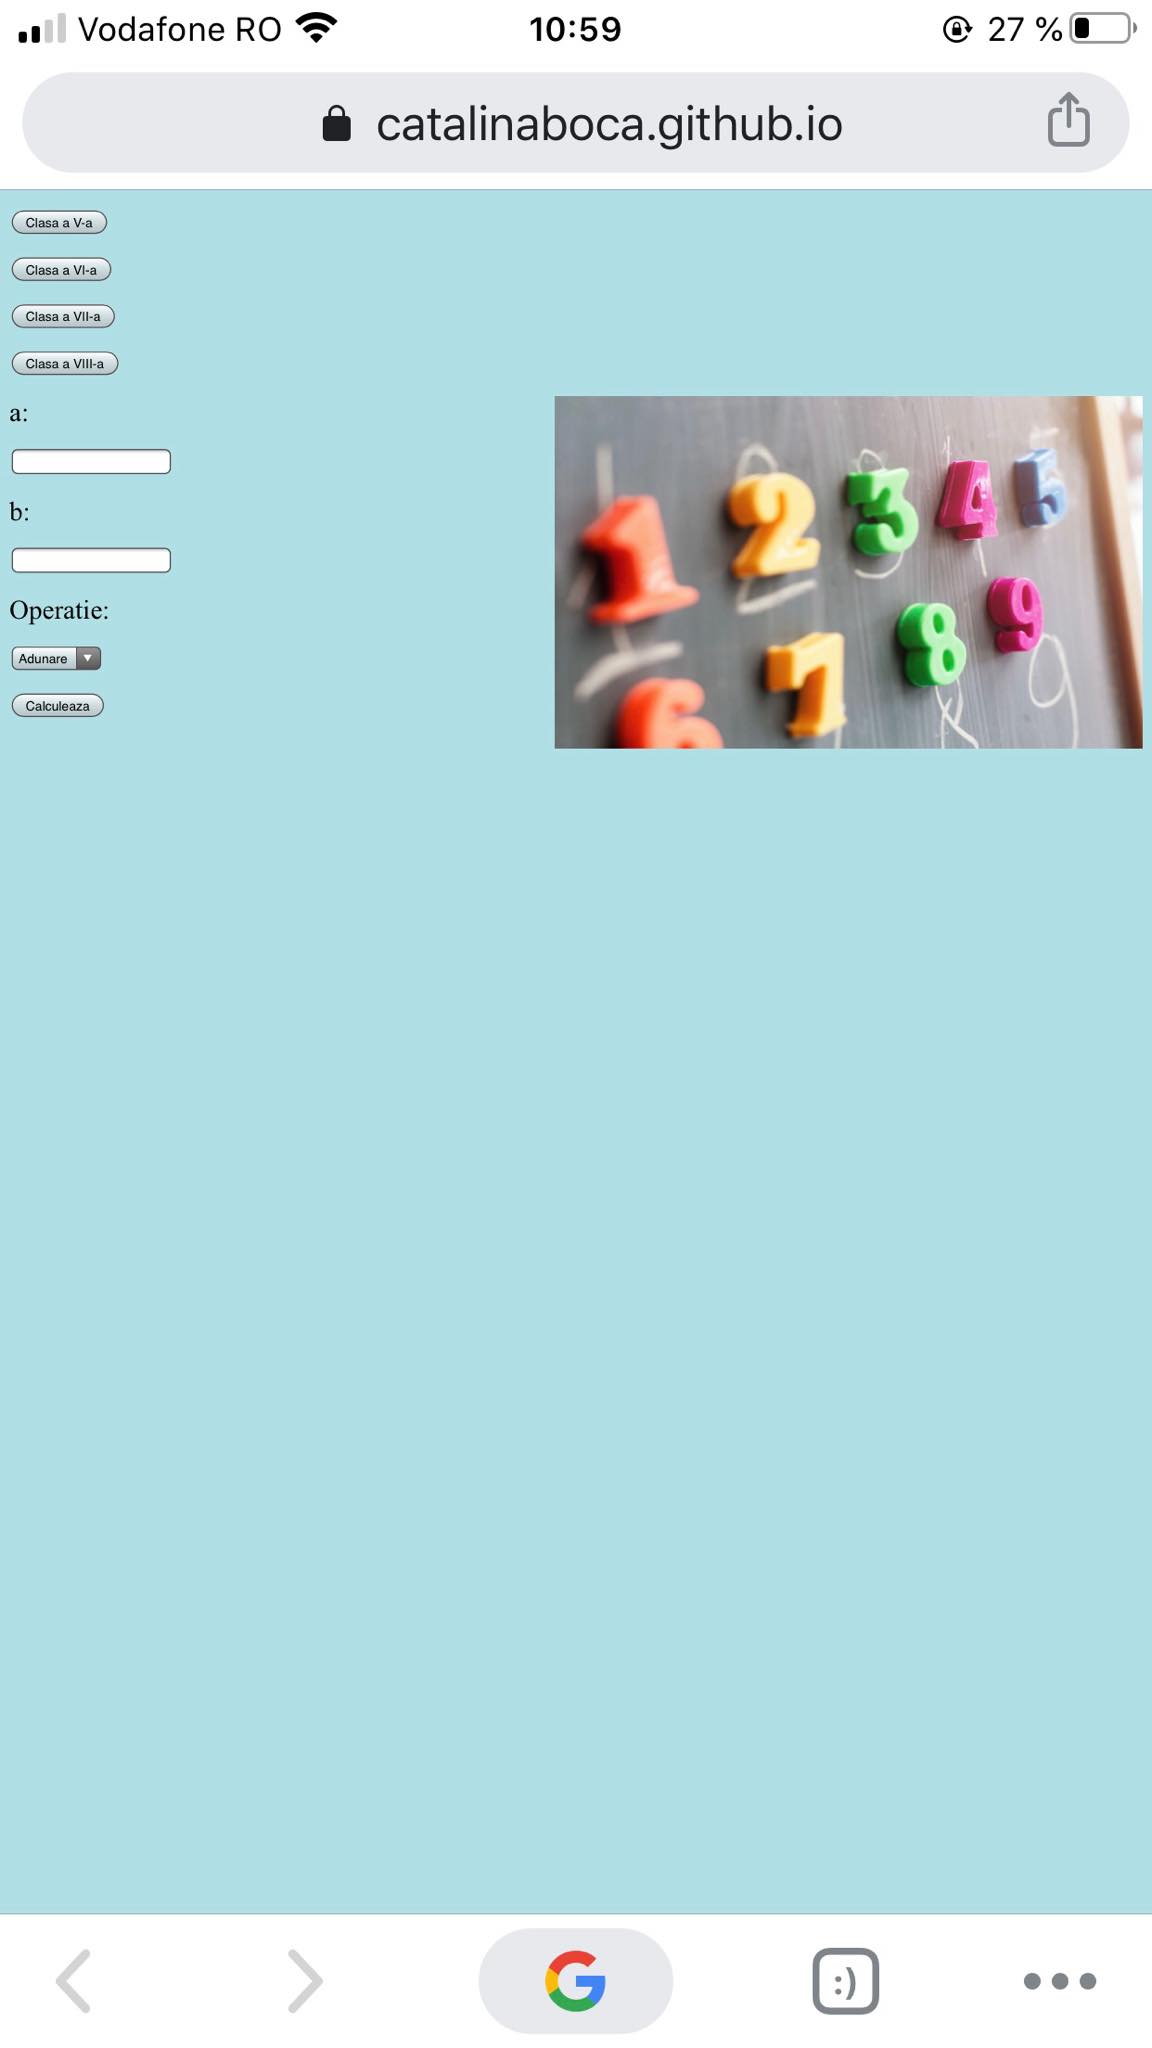 Vodafone RO 10:59 27 %
catalinaboca.github.io
Clasa a V-a
Clasa a VI-a
Clasa a VII-a
Clasa a VIII-a
a:
b:
Operatie:
Adunare
Calculeaza
1 2 3 4 5
6 7 8 9
9
G :)